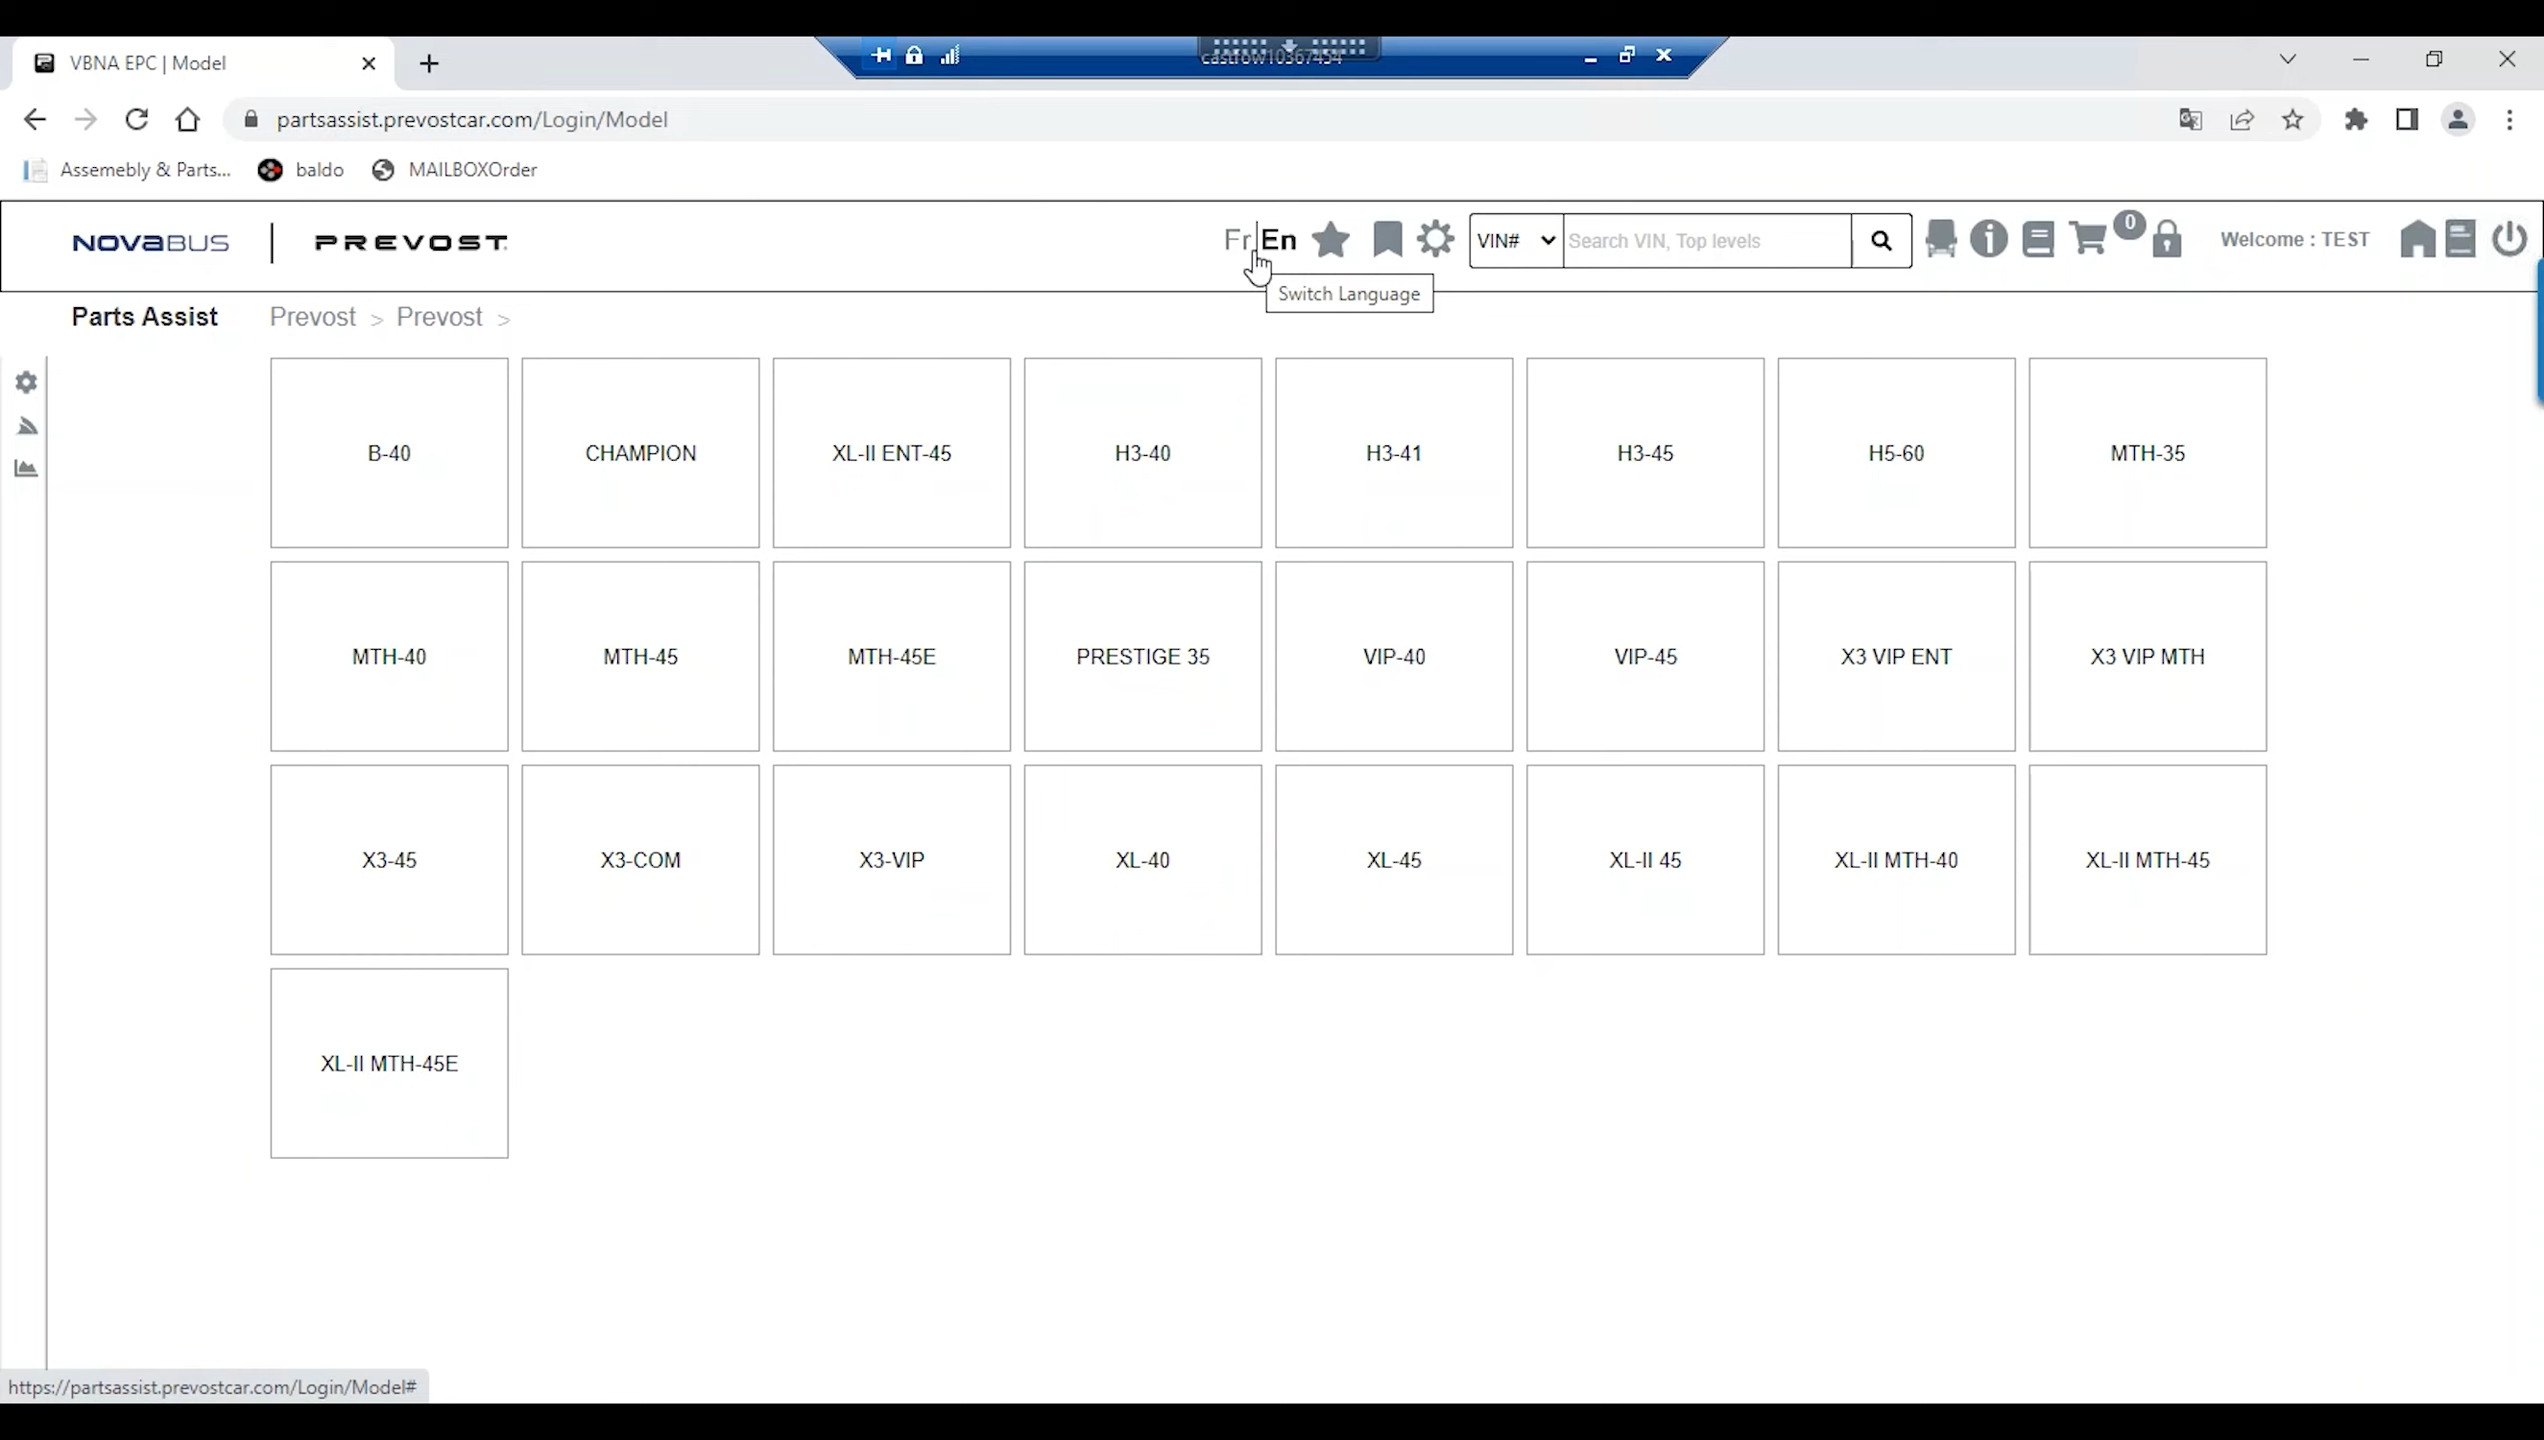 VBNA EPC | Model
castrow10367454
partsassist.prevostcar.com/Login/Model
Assemebly & Parts...
baldo
MAILBOXOrder
NOVABUS
PREVOST
Fr En
VIN#
Search VIN, Top levels
0
Welcome : TEST
Switch Language
Parts Assist
Prevost > Prevost >
B-40
CHAMPION
XL-II ENT-45
H3-40
H3-41
H3-45
H5-60
MTH-35
MTH-40
MTH-45
MTH-45E
PRESTIGE 35
VIP-40
VIP-45
X3 VIP ENT
X3 VIP MTH
X3-45
X3-COM
X3-VIP
XL-40
XL-45
XL-II 45
XL-II MTH-40
XL-II MTH-45
XL-II MTH-45E
https://partsassist.prevostcar.com/Login/Model#